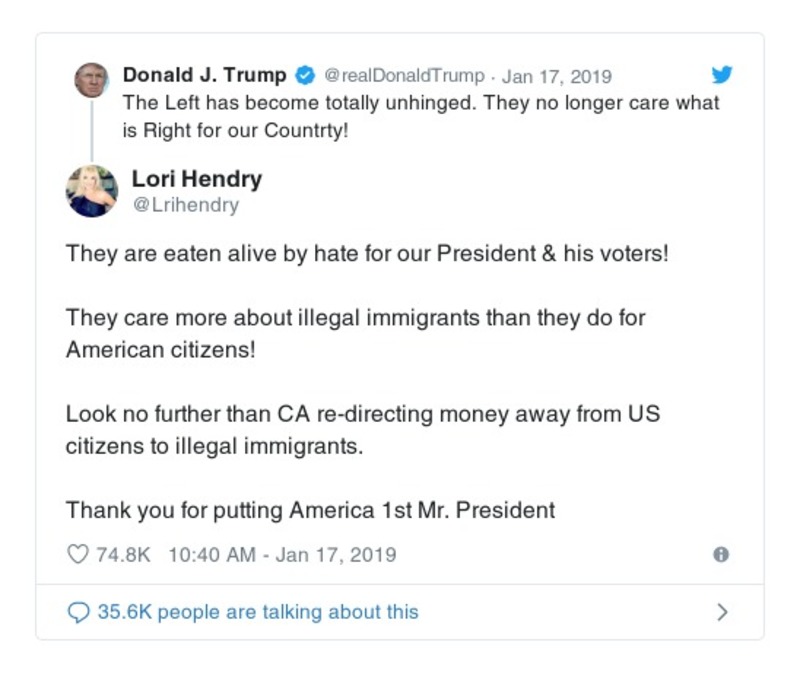 Donald J. Trump @realDonaldTrump · Jan 17, 2019
The Left has become totally unhinged. They no longer care what
is Right for our Countrty!
Lori Hendry
@Lrihendry
They are eaten alive by hate for our President & his voters!
They care more about illegal immigrants than they do for
American citizens!
Look no further than CA re-directing money away from US
citizens to illegal immigrants.
Thank you for putting America 1st Mr. President
74.8K 10:40 AM - Jan 17, 2019
35.6K people are talking about this